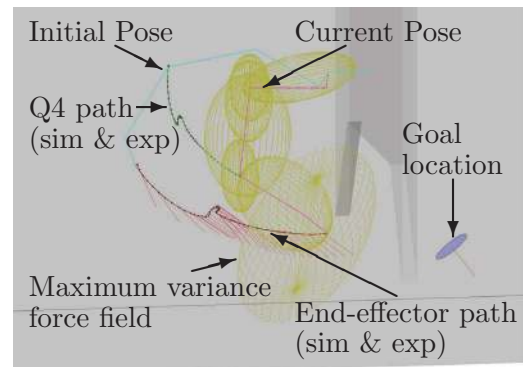 Initial Pose
Current Pose
Q4 path
(sim & exp)
Goal
location
Maximum variance
force field
End-effector path
(sim & exp)